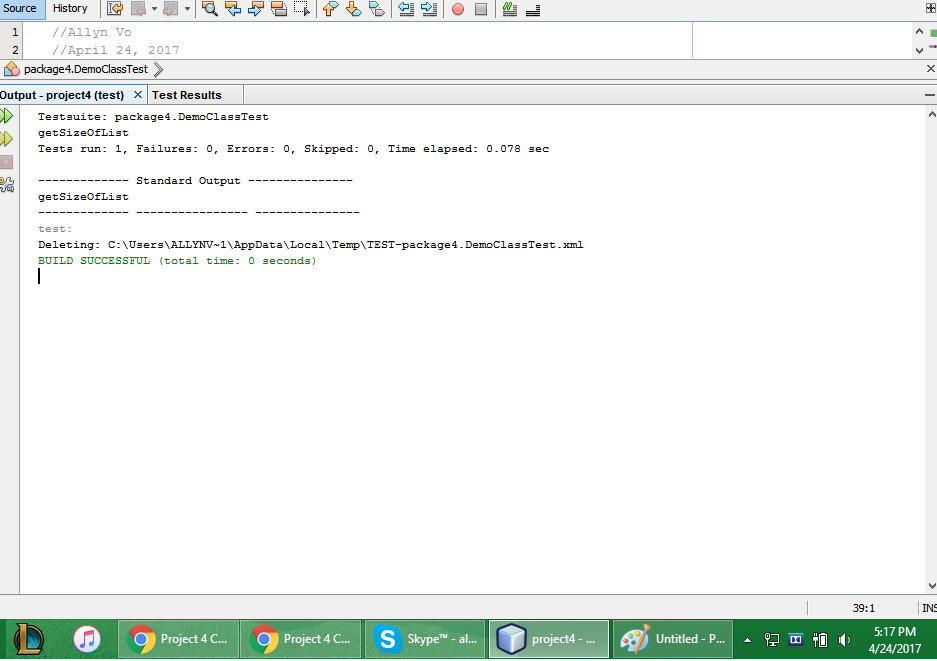 Source History
1 //Allyn Vo
2 //April 24, 2017
package4.DemoClassTest
Output - project4 (test) Test Results
Testsuite: package4.DemoClassTest
getSizeOfList
Tests run: 1, Failures: 0, Errors: 0, Skipped: 0, Time elapsed: 0.078 sec
------------- Standard Output ---------------
getSizeOfList
------------- ---------------- ---------------
test:
Deleting: C:\Users\ALLYNV~1\AppData\Local\Temp\TEST-package4.DemoClassTest.xml
BUILD SUCCESSFUL (total time: 0 seconds)
39:1 INS
Project 4 C... Project 4 C... Skype™ - al... project4 - ... Untitled - P... 5:17 PM
4/24/2017